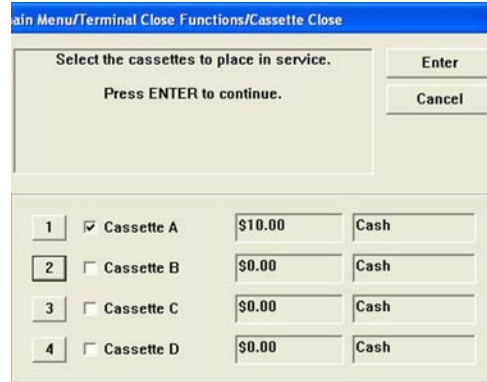 ain Menu/Terminal Close Functions/Cassette Close
Select the cassettes to place in service.
Press ENTER to continue.
Enter
Cancel
1 Cassette A $10.00 Cash
2 Cassette B $0.00 Cash
3 Cassette C $0.00 Cash
4 Cassette D $0.00 Cash